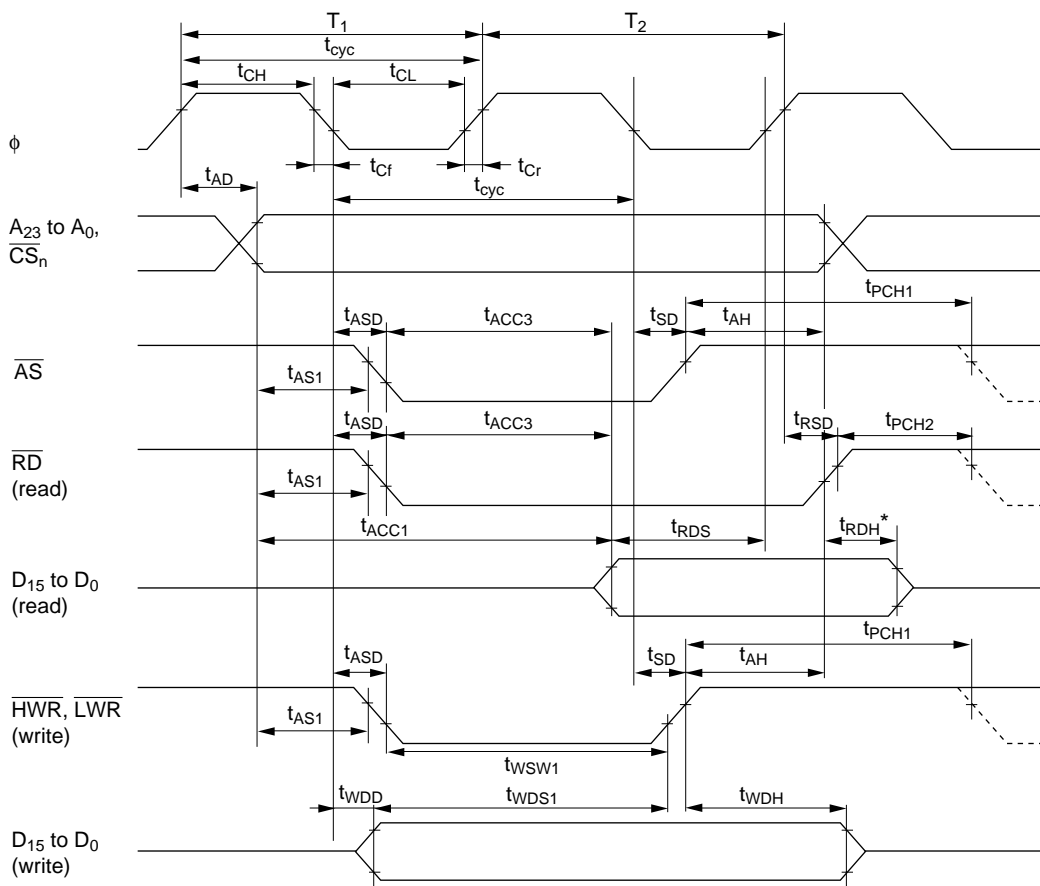 T1 T2
tcyc
tCH tCL
φ
tCf tCr
tAD tcyc
A23 to A0,
CSn
tPCH1
tASD tACC3 tSD tAH
AS
tAS1
tASD tACC3 tRSD tPCH2
RD
(read)
tAS1
tACC1 tRDS tRDH*
D15 to D0
(read)
tPCH1
tASD tSD tAH
HWR, LWR
(write)
tAS1
tWSW1
tWDD tWDS1 tWDH
D15 to D0
(write)